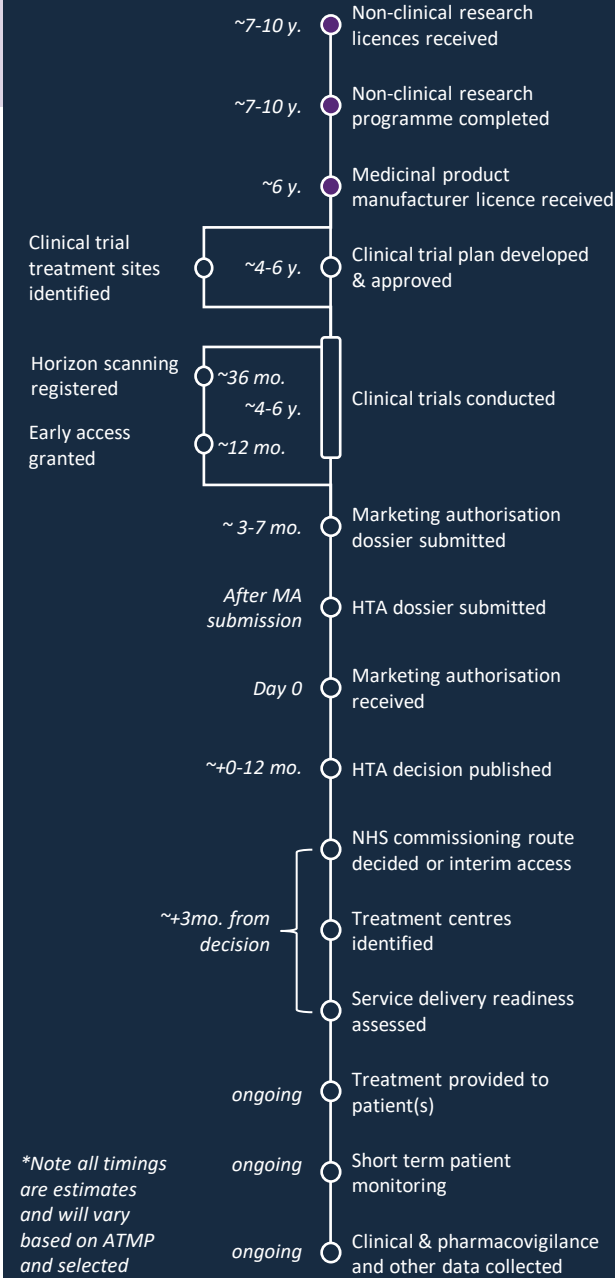 ~7-10 y.
Non-clinical research
licences received
~7-10 y.
Non-clinical research
programme completed
~6 y.
Medicinal product
manufacturer licence received
Clinical trial
treatment sites
identified
~4-6 y.
Clinical trial plan developed
& approved
Horizon scanning
registered
~36 mo.
~4-6 y.
Clinical trials conducted
Early access
granted
~12 mo.
~ 3-7 mo.
Marketing authorisation
dossier submitted
After MA
submission
HTA dossier submitted
Day 0
Marketing authorisation
received
~+0-12 mo.
HTA decision published
NHS commissioning route
decided or interim access
~+3mo. from
decision
Treatment centres
identified
Service delivery readiness
assessed
ongoing
Treatment provided to
patient(s)
ongoing
Short term patient
monitoring
ongoing
Clinical & pharmacovigilance
and other data collected
*Note all timings
are estimates
and will vary
based on ATMP
and selected